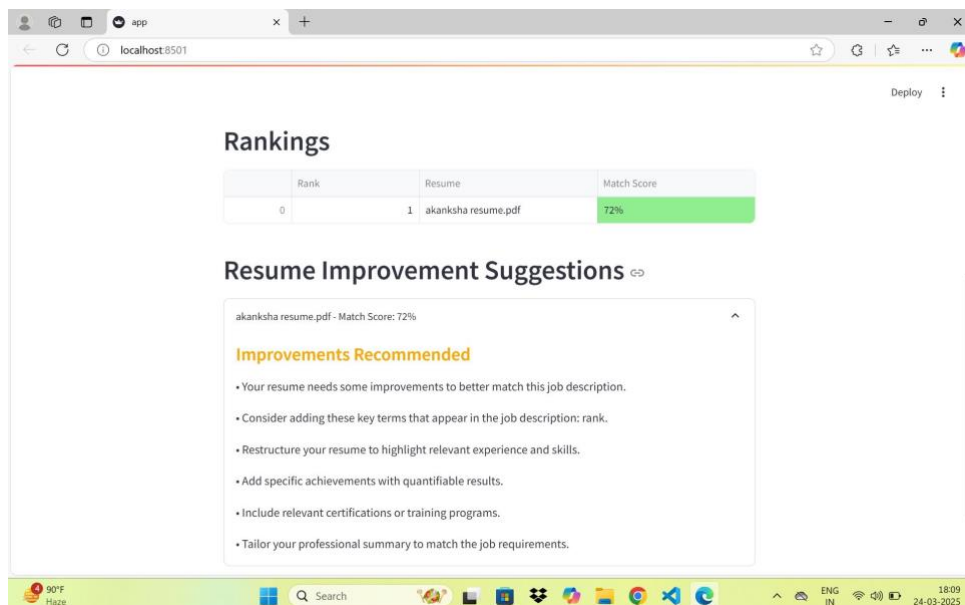 app
localhost:8501
Deploy
Rankings
Rank Resume Match Score
0 1 akanksha resume.pdf 72%
Resume Improvement Suggestions
akanksha resume.pdf - Match Score: 72%
Improvements Recommended
• Your resume needs some improvements to better match this job description.
• Consider adding these key terms that appear in the job description: rank.
• Restructure your resume to highlight relevant experience and skills.
• Add specific achievements with quantifiable results.
• Include relevant certifications or training programs.
• Tailor your professional summary to match the job requirements.
4 90°F Search ENG 18:09
Haze IN 24-03-2025